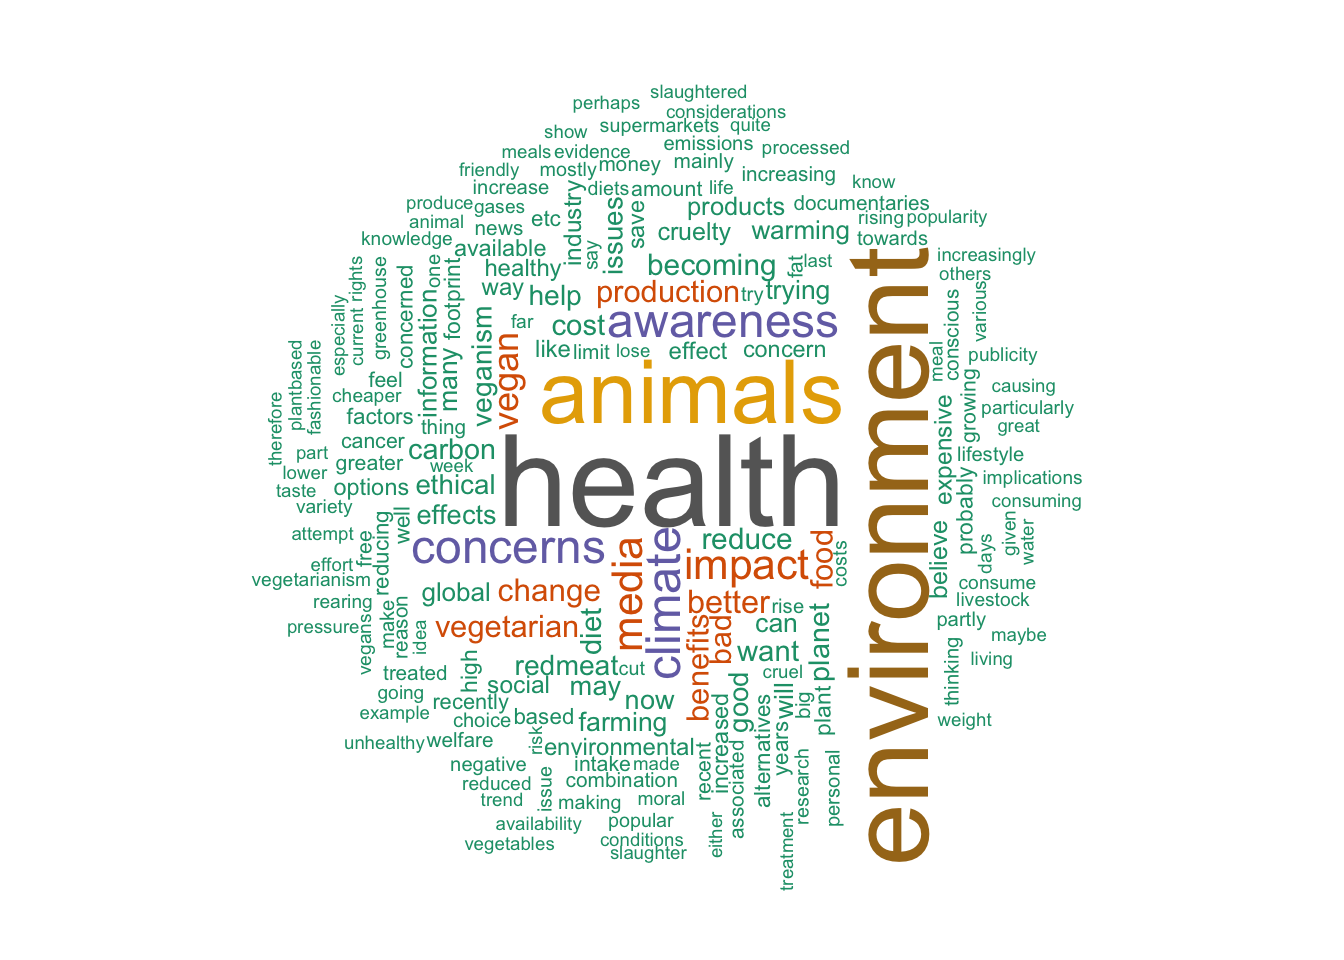 slaughtered
perhaps
considerations
show
supermarkets
quite
emissions
meals
evidence
processed
friendly
mostly
money
mainly
increasing
know
increase
diets
amount
life
produce
gases
industry
issues
save
products
documentaries
animal
news
etc
rising
popularity
cruelty
warming
knowledge
available
say
towards
rights
one
healthy
becoming
fat
last
increasingly
others
especially
current
greenhouse
concerned
footprint
way
help
production
try
trying
various
information
many
veganism
far
cost
awareness
environment
conscious
plantbased
fashionable
vegan
like
limit
lose
effect
concern
meal
publicity
feel
animals
growing
causing
cheaper
factors
thing
expensive
particularly
therefore
great
cancer
carbon
health
part
greater
week
lifestyle
lower
ethical
probably
implications
taste
options
variety
effects
consuming
attempt
free
reducing
well
concerns
media
climate
reduce
impact
food
costs
believe
days
given
water
effort
vegetarianism
global
change
consume
rearing
better
rise
livestock
pressure
vegans
make
reason
idea
vegetarian
diet
benefits
bad
can
planet
partly
maybe
want
treated
high
redmeat
cut
cruel
thinking
living
going
social
may
now
good
will
big
plant
example
recently
choice
based
farming
weight
unhealthy
welfare
risk
environmental
increased
alternatives
years
negative
intake
made
recent
associated
research
personal
reduced
issue
combination
trend
making
moral
availability
popular
either
treatment
vegetables
conditions
slaughter